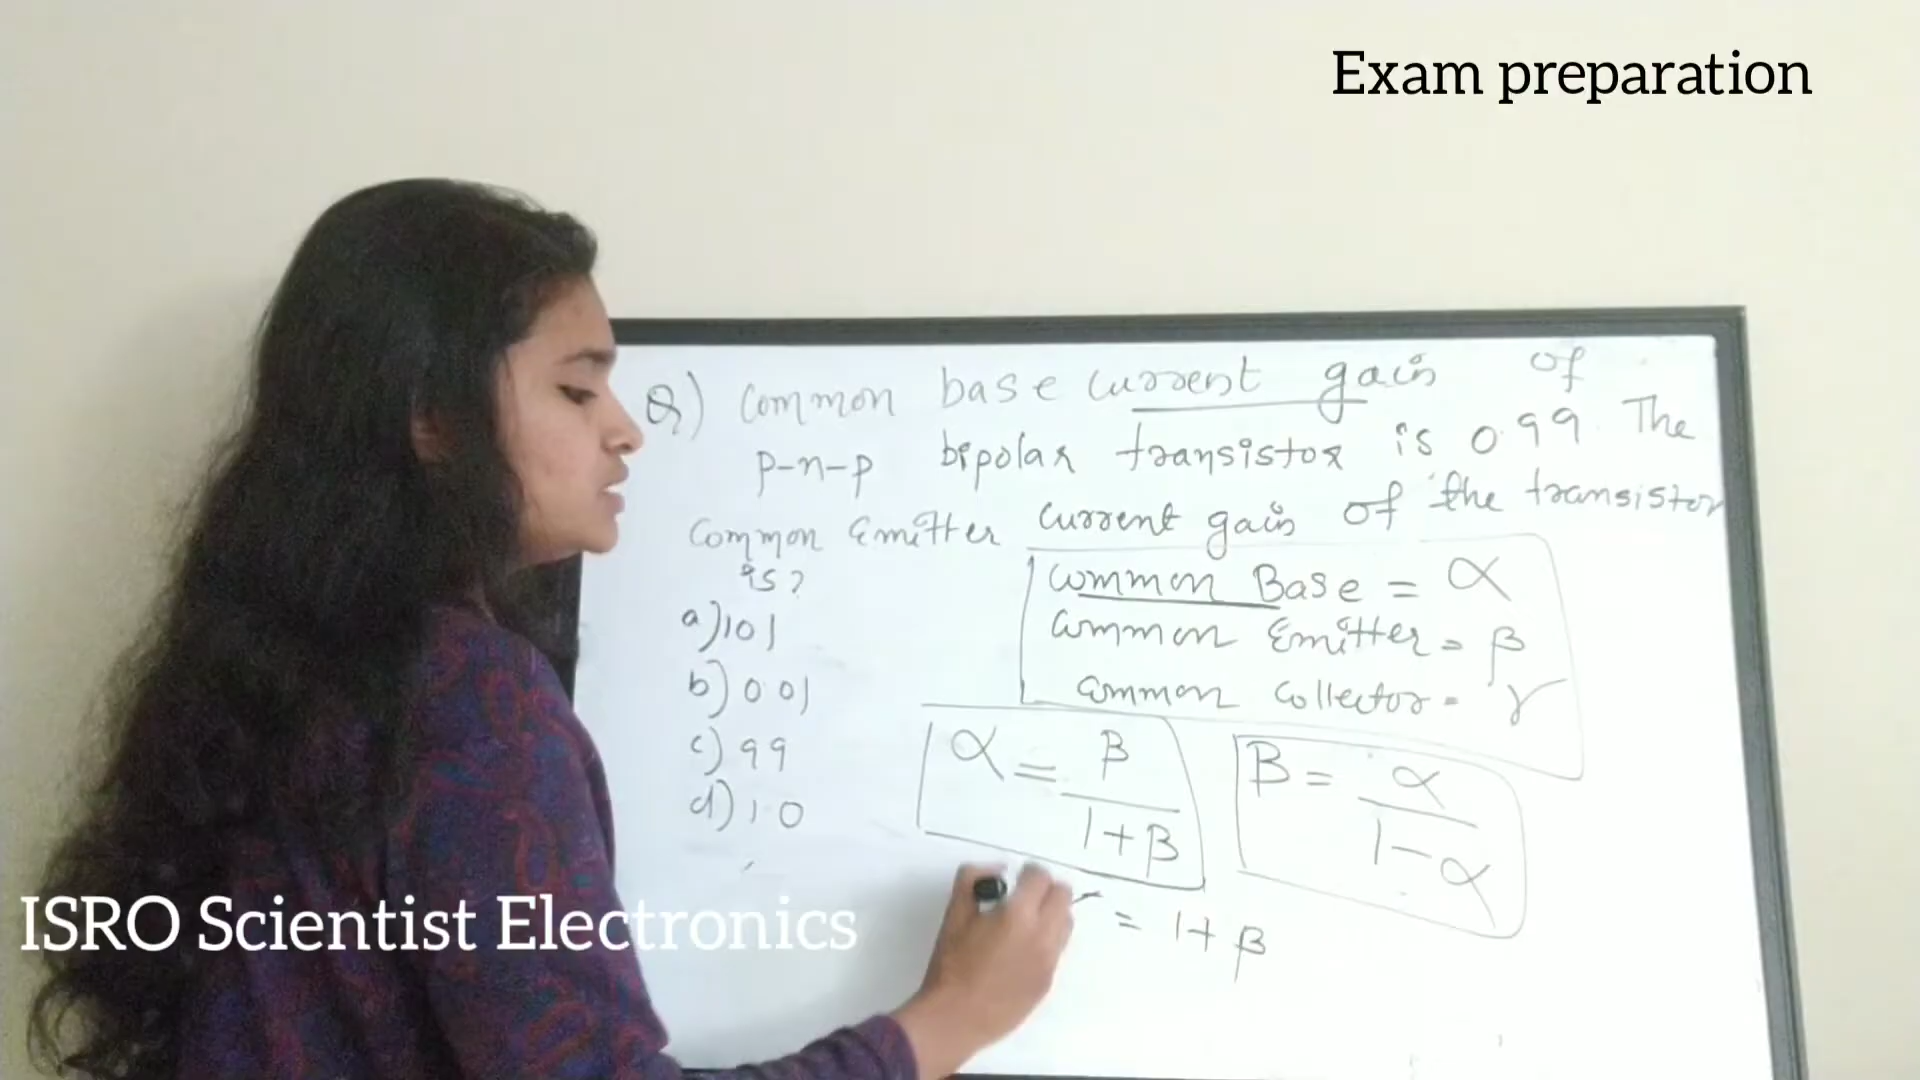 Exam preparation
Q) Common base current gain of
p-n-p bipolar transistor is 0.99. The
Common Emitter current gain of the transistor
is?
a) 101
b) 0.01
c) 99
d) 1.0
Common Base = α
Common Emitter = β
Common Collector = γ
α = β / 1+β
β = α / 1-α
γ = 1+β
ISRO Scientist Electronics